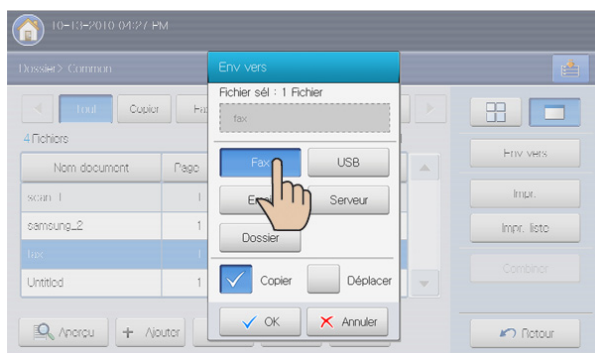 10-13-2010 04:27 PM
Dossier> Common
Env vers
Fichier sél : 1 Fichier
fax
Tout
Copier
4 Fichiers
Nom document
Page
Fax
USB
Env vers
scan_1
1
Serveur
Impr.
samsung_2
1
Dossier
Impr. liste
fax
1
Untitled
1
Copier
Déplacer
Combiner
Aperçu
+ Ajouter
OK
Annuler
Retour